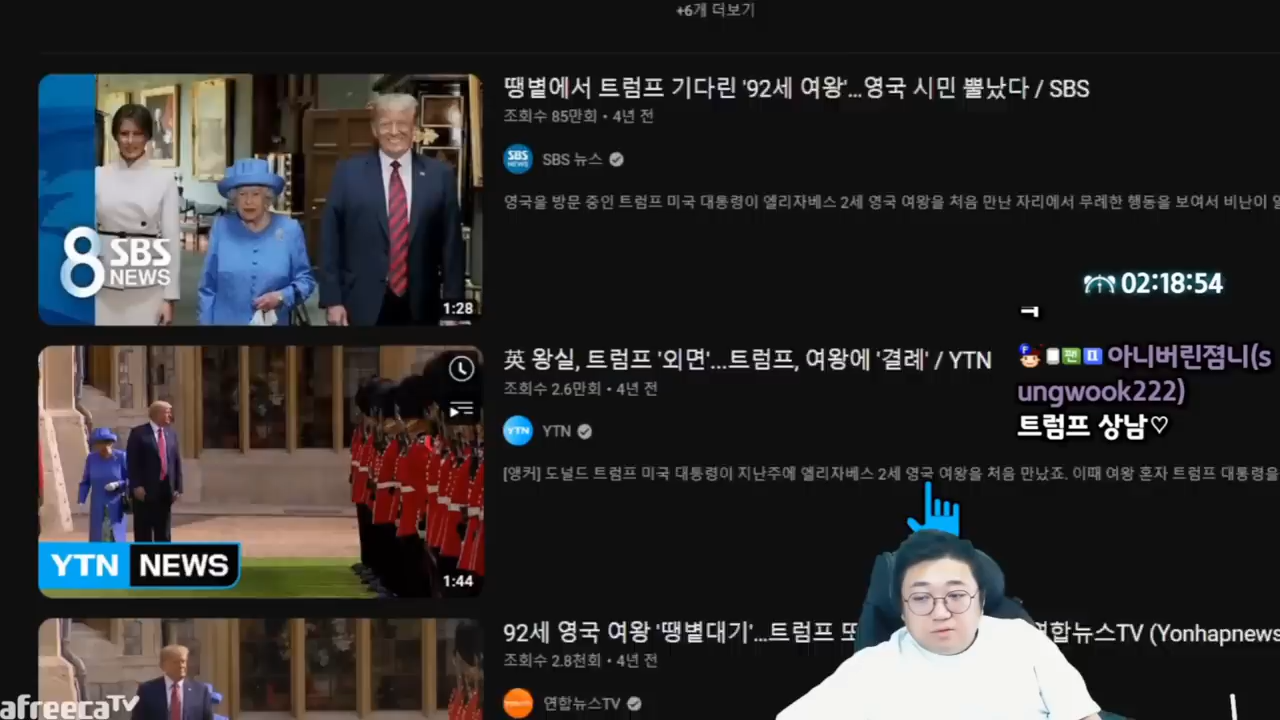 +6개 더보기
땡볕에서 트럼프 기다린 '92세 여왕'...영국 시민 뿔났다 / SBS
조회수 85만회 • 4년 전
SBS NEWS
SBS 뉴스
영국을 방문 중인 트럼프 미국 대통령이 엘리자베스 2세 영국 여왕을 처음 만난 자리에서 무례한 행동을 보여서 비난이
8 SBS NEWS
1:28
02:18:54
ㅋ
英 왕실, 트럼프 '외면'...트럼프, 여왕에 '결례' / YTN
조회수 2.6만회 • 4년 전
F 팬 아니버린졈니(s
ungwook222)
트럼프 상남♡
YTN
YTN
[앵커] 도널드 트럼프 미국 대통령이 지난주에 엘리자베스 2세 영국 여왕을 처음 만났죠. 이때 여왕 혼자 트럼프 대통령을
YTN NEWS
1:44
92세 영국 여왕 '땡볕대기'...트럼프 또 합뉴스TV (Yonhapnews
조회수 2.8천회 • 4년 전
연합뉴스TV
afreecaTV